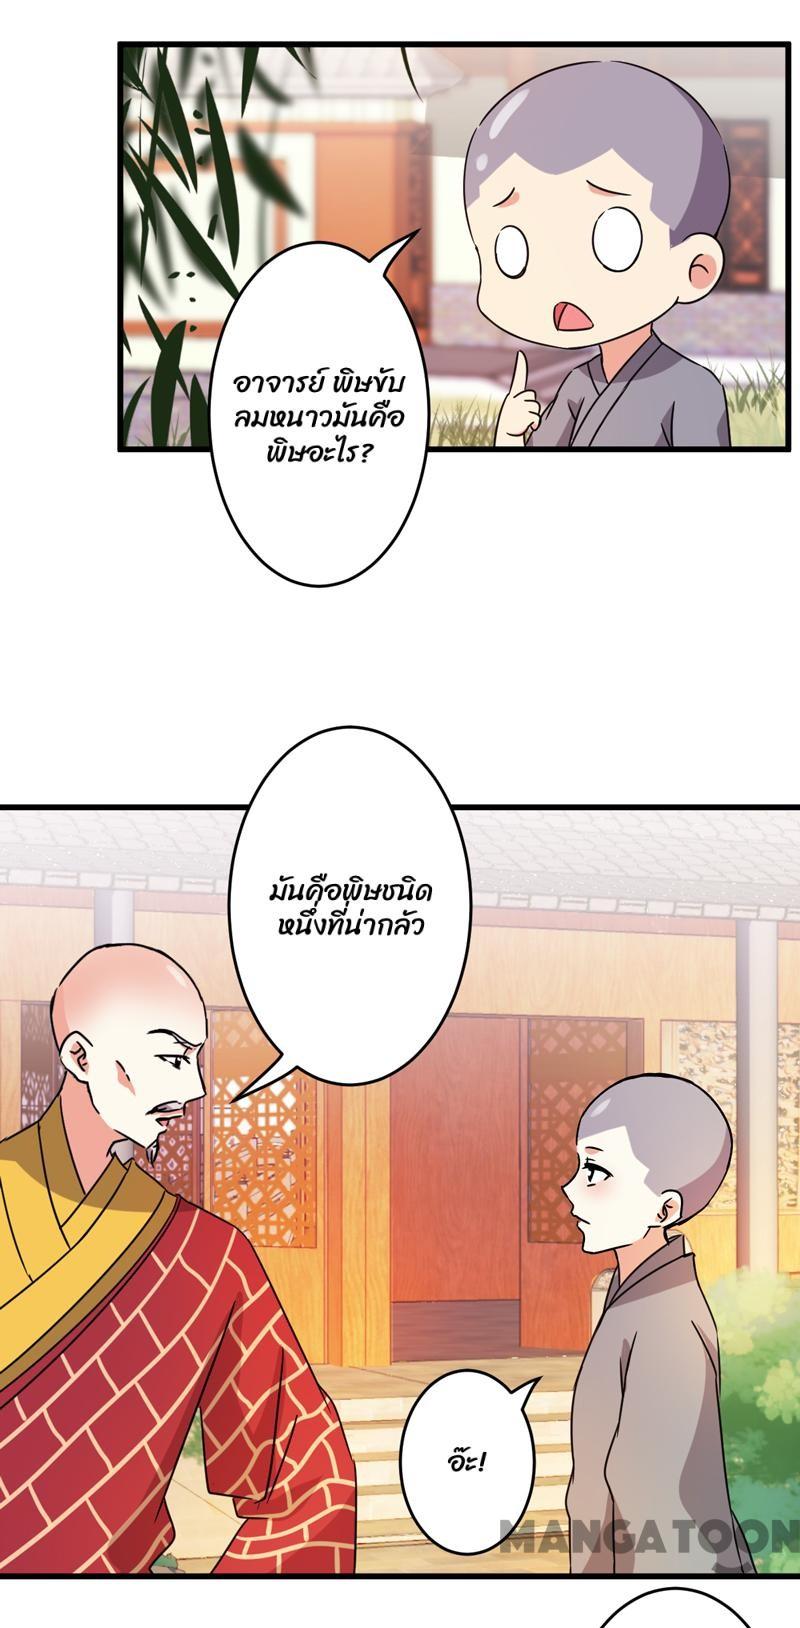 อาจารย์ พิษขับ
ลมหนาวมันคือ
พิษอะไร?
มันคือพิษชนิด
หนึ่งที่น่ากลัว
อ๊ะ!
MANGATOON